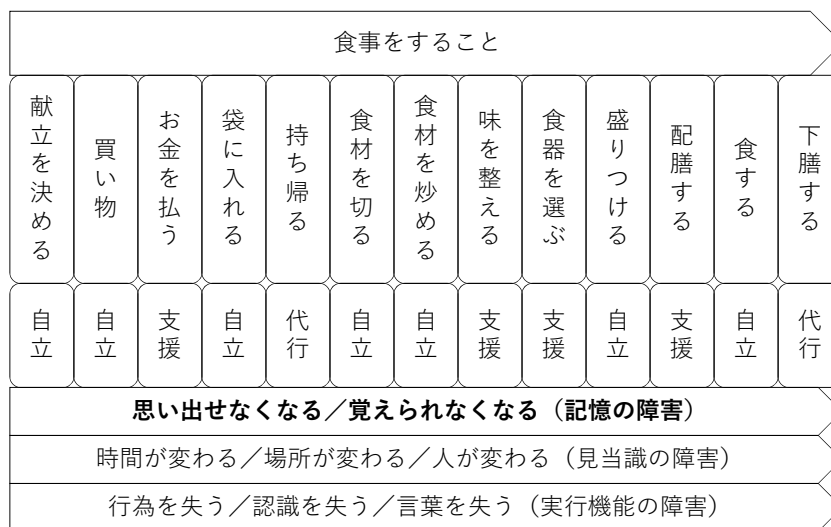 食事をすること
献立を決める
買い物
お金を払う
袋に入れる
持ち帰る
食材を切る
食材を炒める
味を整える
食器を選ぶ
盛りつける
配膳する
食する
下膳する
自立
自立
支援
自立
代行
自立
自立
支援
支援
自立
支援
自立
代行
思い出せなくなる／覚えられなくなる（記憶の障害）
時間が変わる／場所が変わる／人が変わる（見当識の障害）
行為を失う／認識を失う／言葉を失う（実行機能の障害）